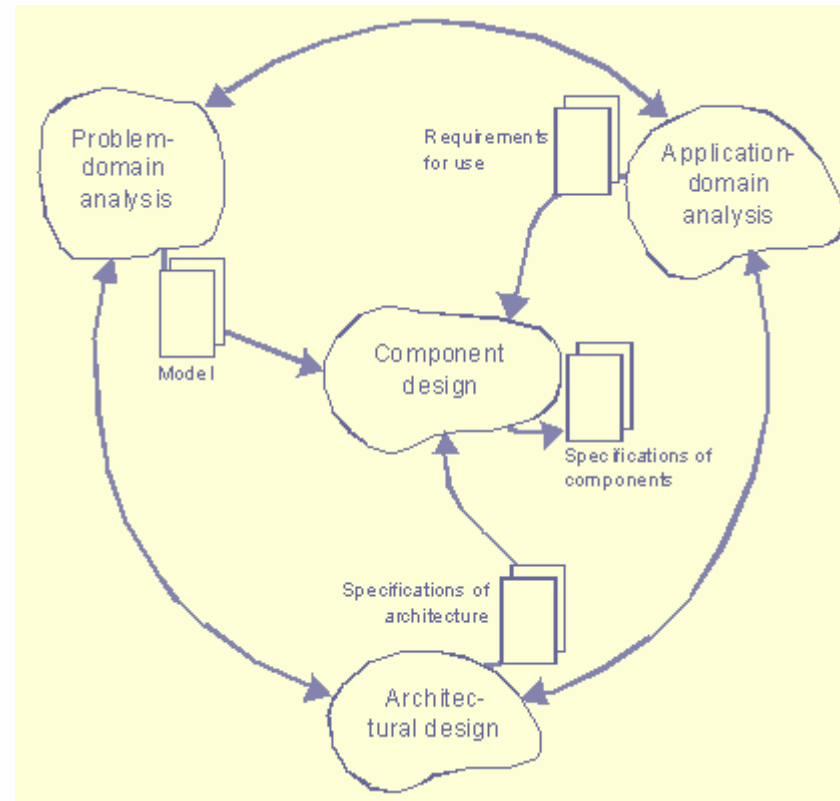 Problem-
domain
analysis
Requirements
for use
Application-
domain
analysis
Model
Component
design
Specifications of
components
Specifications of
architecture
Architec-
tural design